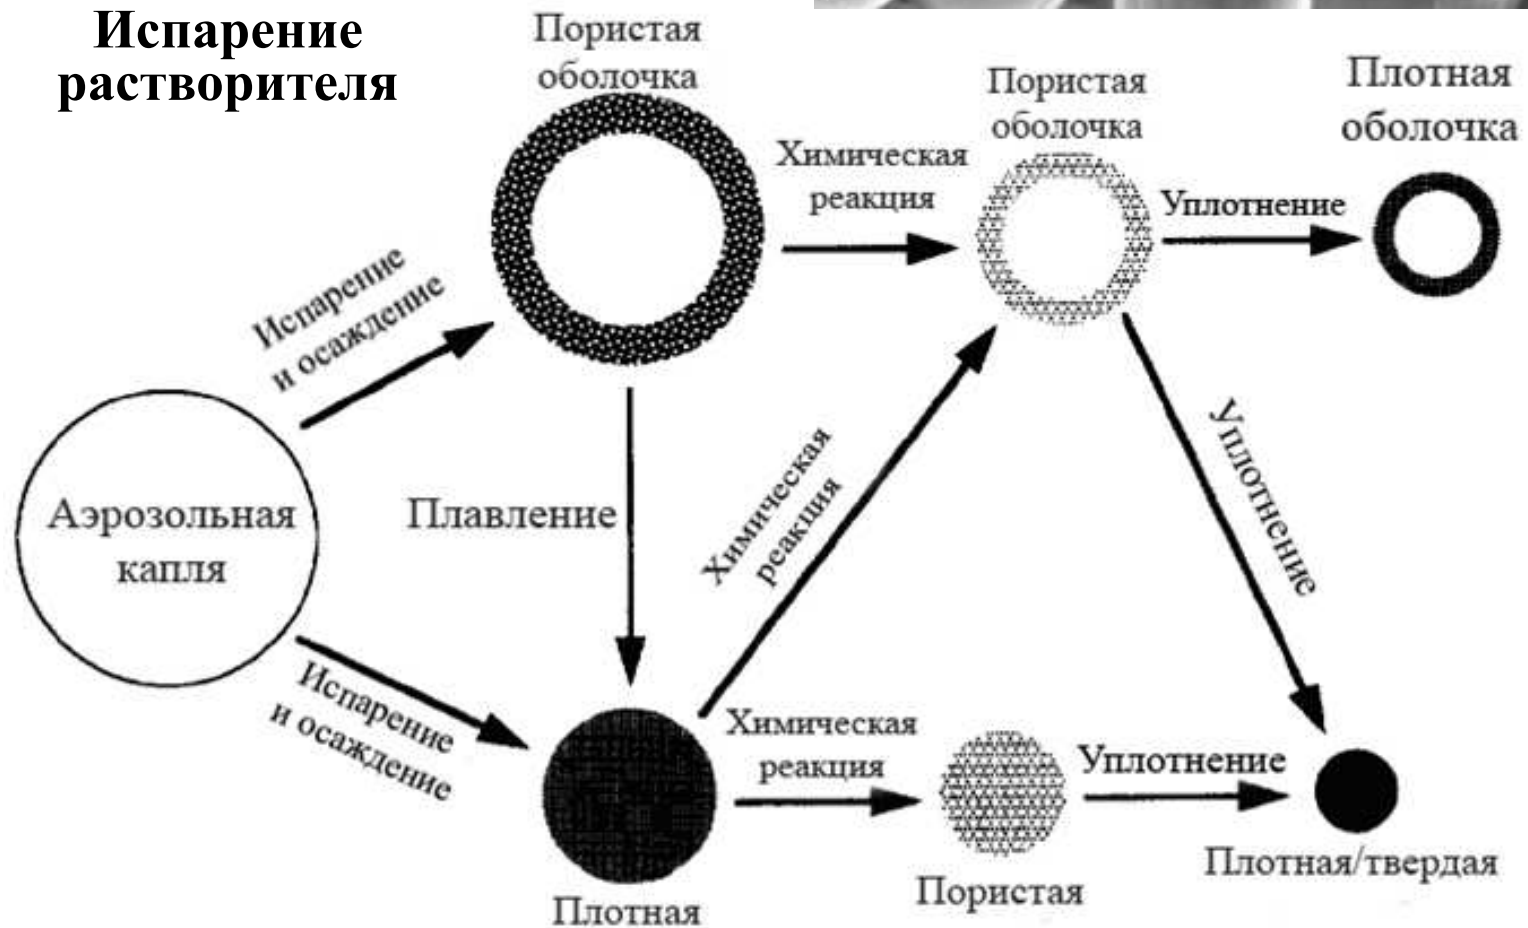 Испарение
растворителя
Пористая
оболочка
Пористая
оболочка
Плотная
оболочка
Химическая
реакция
Уплотнение
Испарение
и осаждение
Аэрозольная
капля
Плавление
Химическая
реакция
Уплотнение
Испарение
и осаждение
Химическая
реакция
Уплотнение
Плотная
Пористая
Плотная/твердая